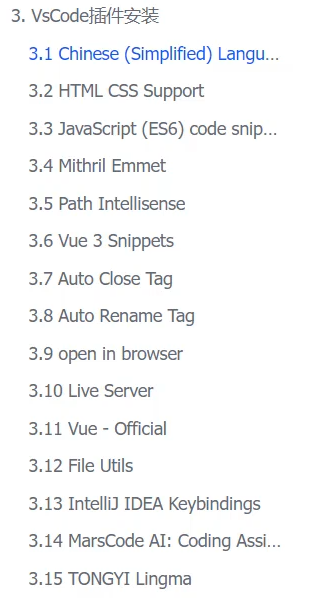 3. VsCode插件安装
3.1 Chinese (Simplified) Langu...
3.2 HTML CSS Support
3.3 JavaScript (ES6) code snip...
3.4 Mithril Emmet
3.5 Path Intellisense
3.6 Vue 3 Snippets
3.7 Auto Close Tag
3.8 Auto Rename Tag
3.9 open in browser
3.10 Live Server
3.11 Vue - Official
3.12 File Utils
3.13 IntelliJ IDEA Keybindings
3.14 MarsCode AI: Coding Assi...
3.15 TONGYI Lingma